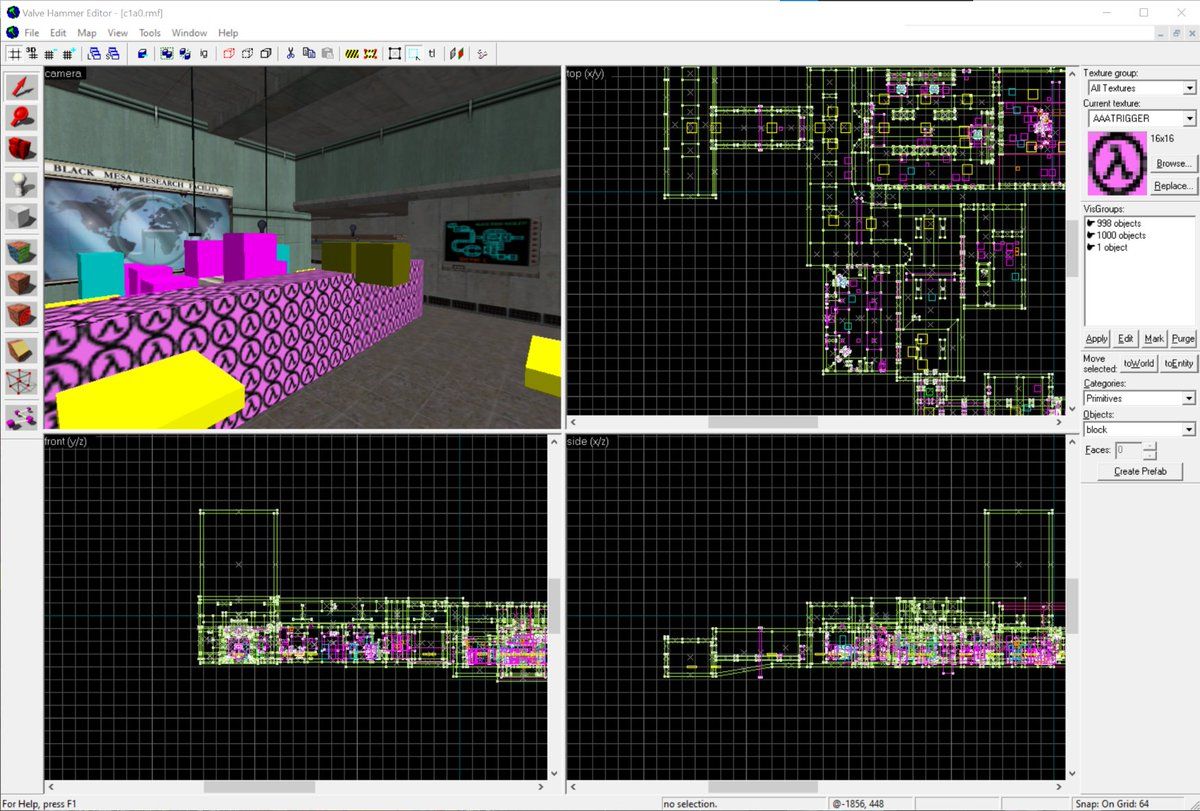 Valve Hammer Editor - [c1a0.rmf]
File Edit Map View Tools Window Help
3D
ig
tl
camera
BLACK MESA RESEARCH FACILITY
top (x/y)
front (y/z)
side (x/z)
Texture group:
All Textures
Current texture:
AAATRIGGER
16x16
Browse...
Replace...
VisGroups:
998 objects
1000 objects
1 object
Apply Edit Mark Purge
Move
selected: toWorld toEntity
Categories:
Primitives
Objects:
block
Faces: 0
Create Prefab
For Help, press F1
no selection.
@-1856, 448
Snap: On Grid: 64